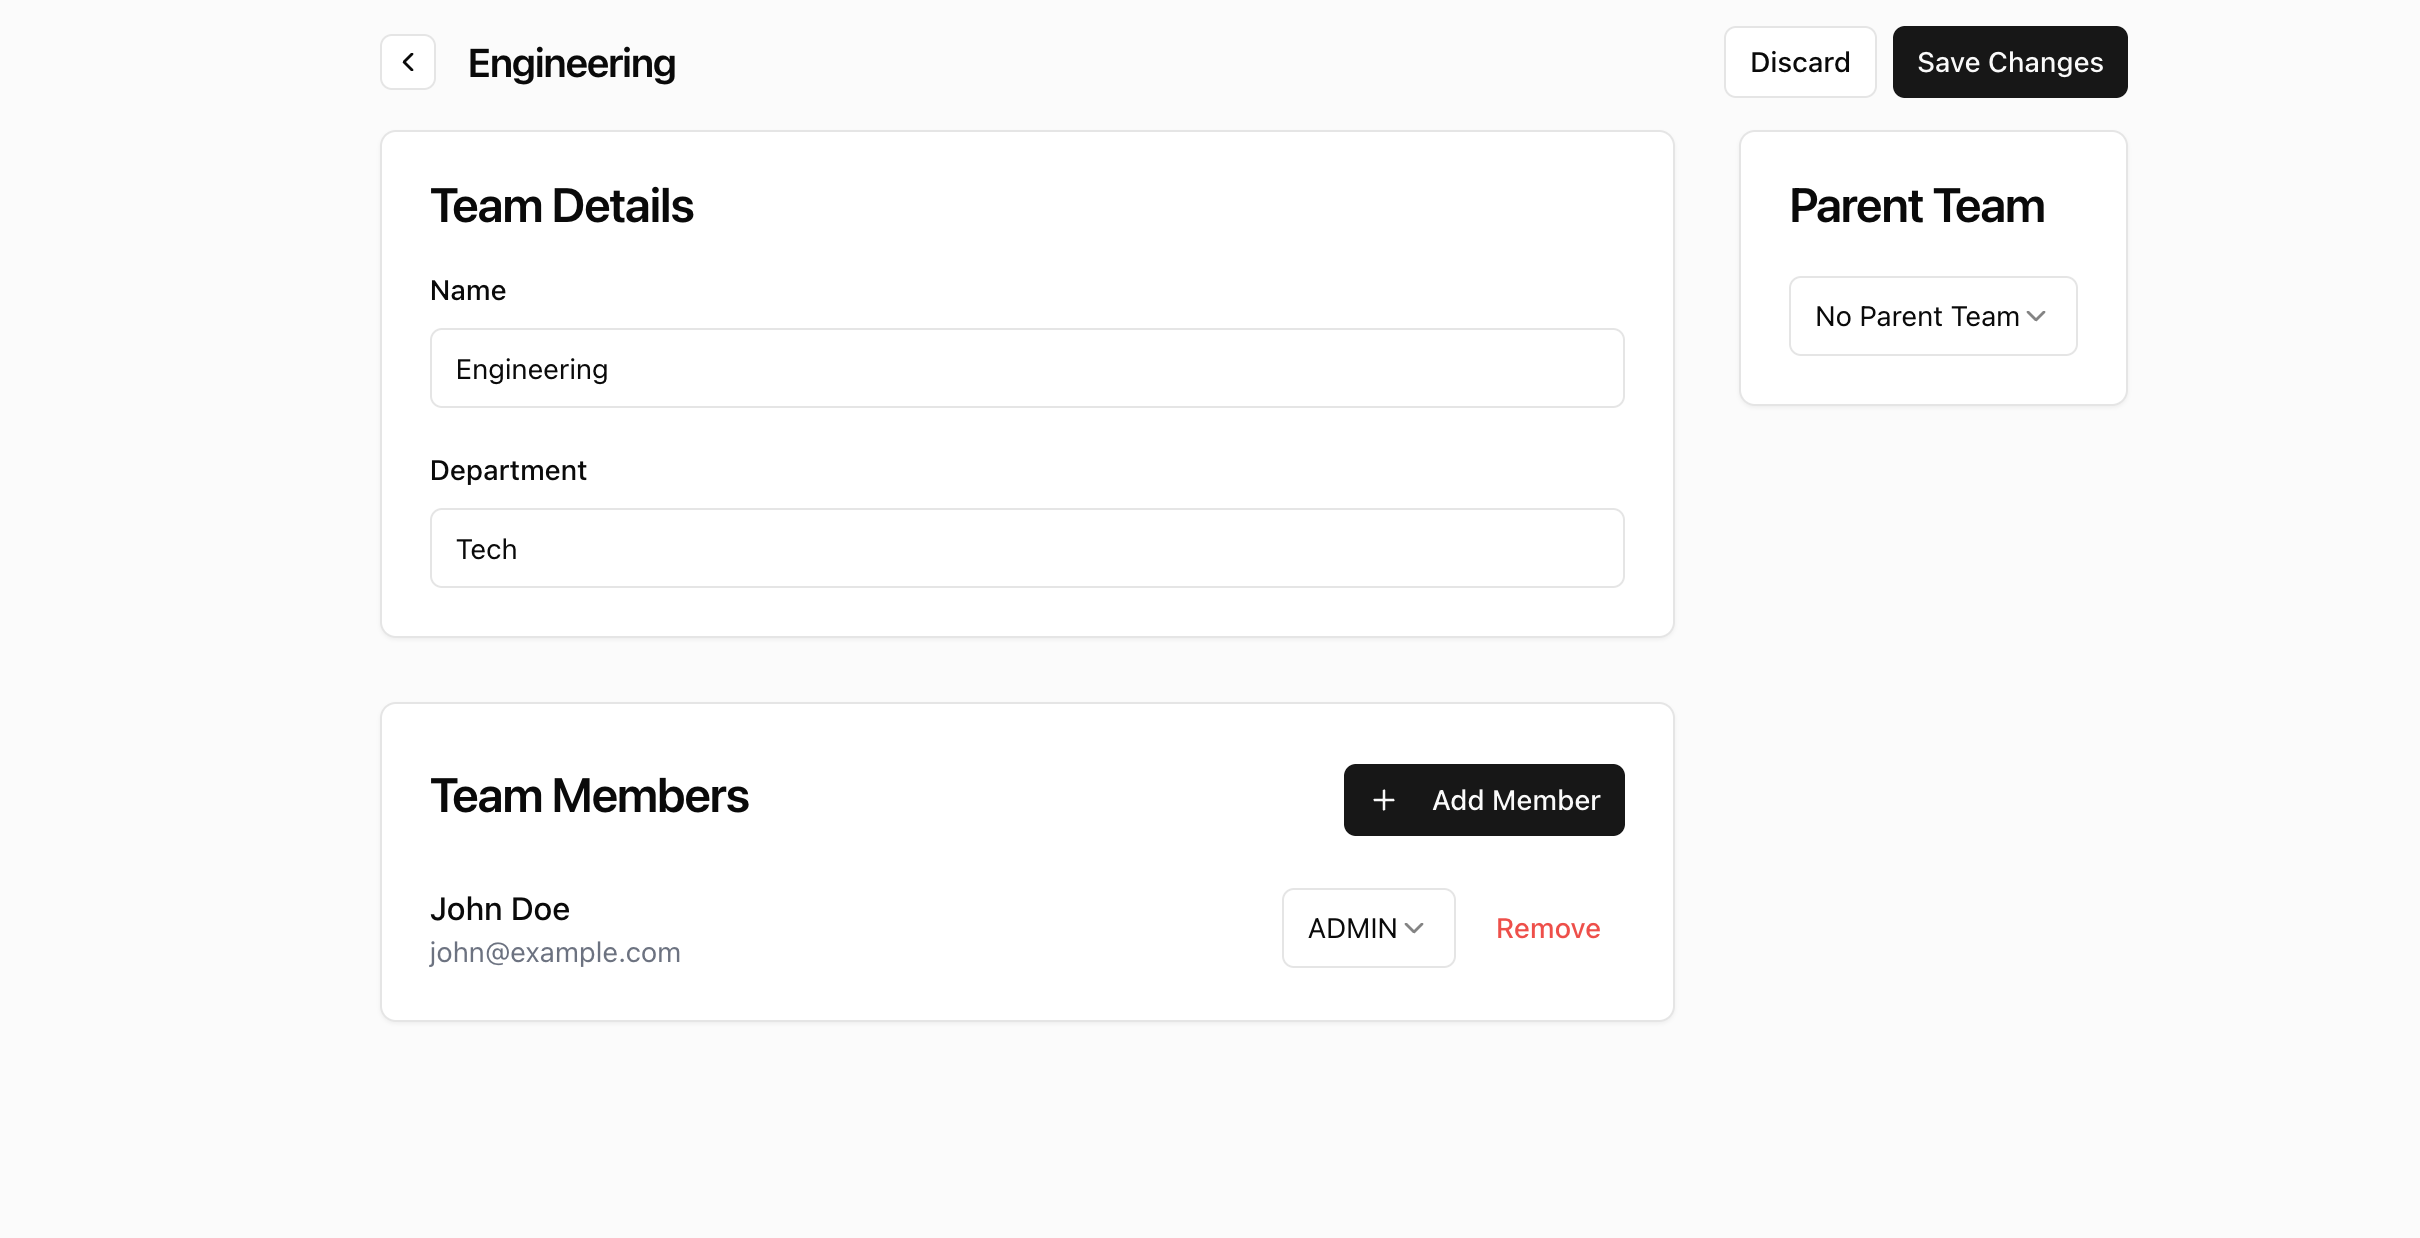 Engineering
Discard
Save Changes
Team Details
Name
Engineering
Department
Tech
Parent Team
No Parent Team
Team Members
Add Member
John Doe
john@example.com
ADMIN
Remove